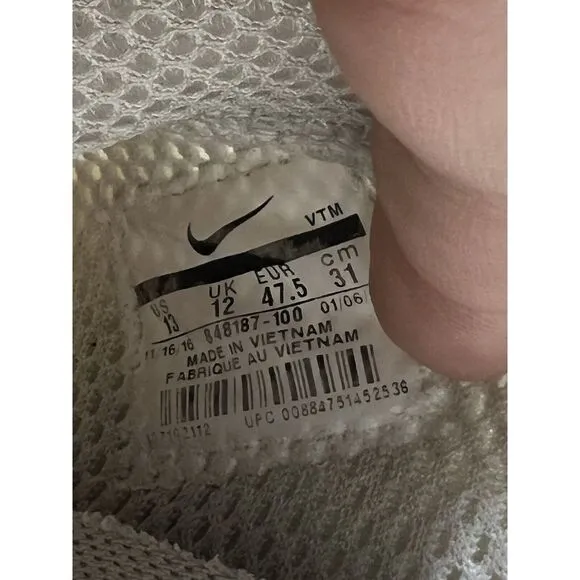 VTM
US UK EUR cm
13 12 47.5 31
11/16/16 848187-100 01/06/
MADE IN VIETNAM
FABRIQUE AU VIETNAM
UPC 00884751452536